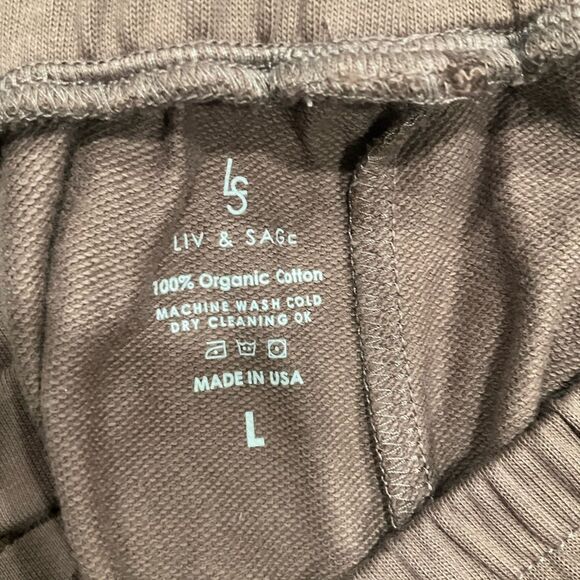 LS
LIV & SAGE
100% Organic Cotton
MACHINE WASH COLD
DRY CLEANING OK
MADE IN USA
L